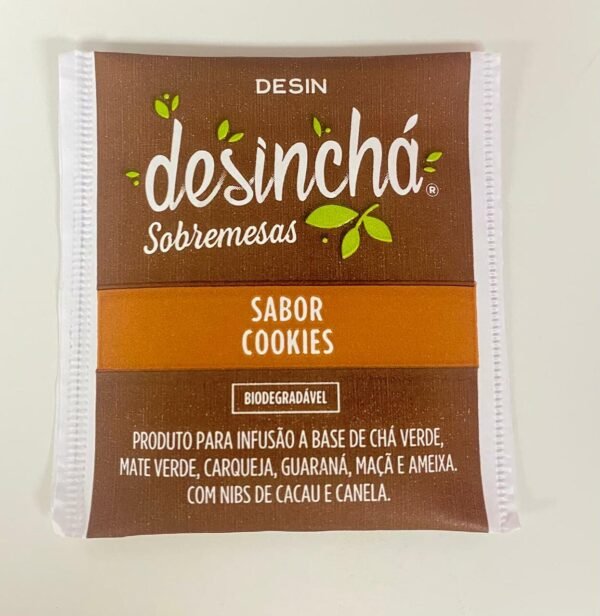 DESIN
desinchá®
Sobremesas
SABOR
COOKIES
BIODEGRADÁVEL
PRODUTO PARA INFUSÃO A BASE DE CHÁ VERDE,
MATE VERDE, CARQUEJA, GUARANÁ, MAÇÃ E AMEIXA.
COM NIBS DE CACAU E CANELA.